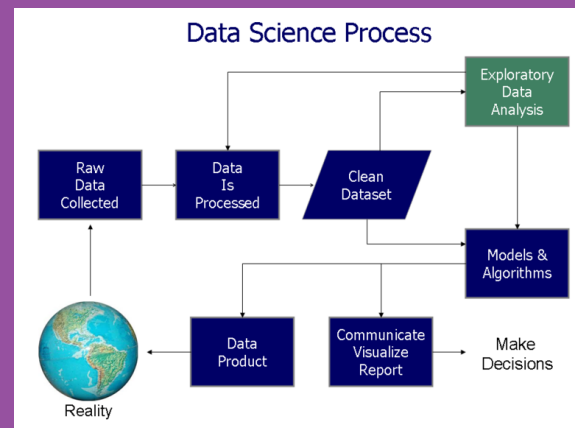 Data Science Process
Exploratory
Data
Analysis
Raw
Data
Collected
Data
Is
Processed
Clean
Dataset
Models &
Algorithms
Data
Product
Communicate
Visualize
Report
Make
Decisions
Reality